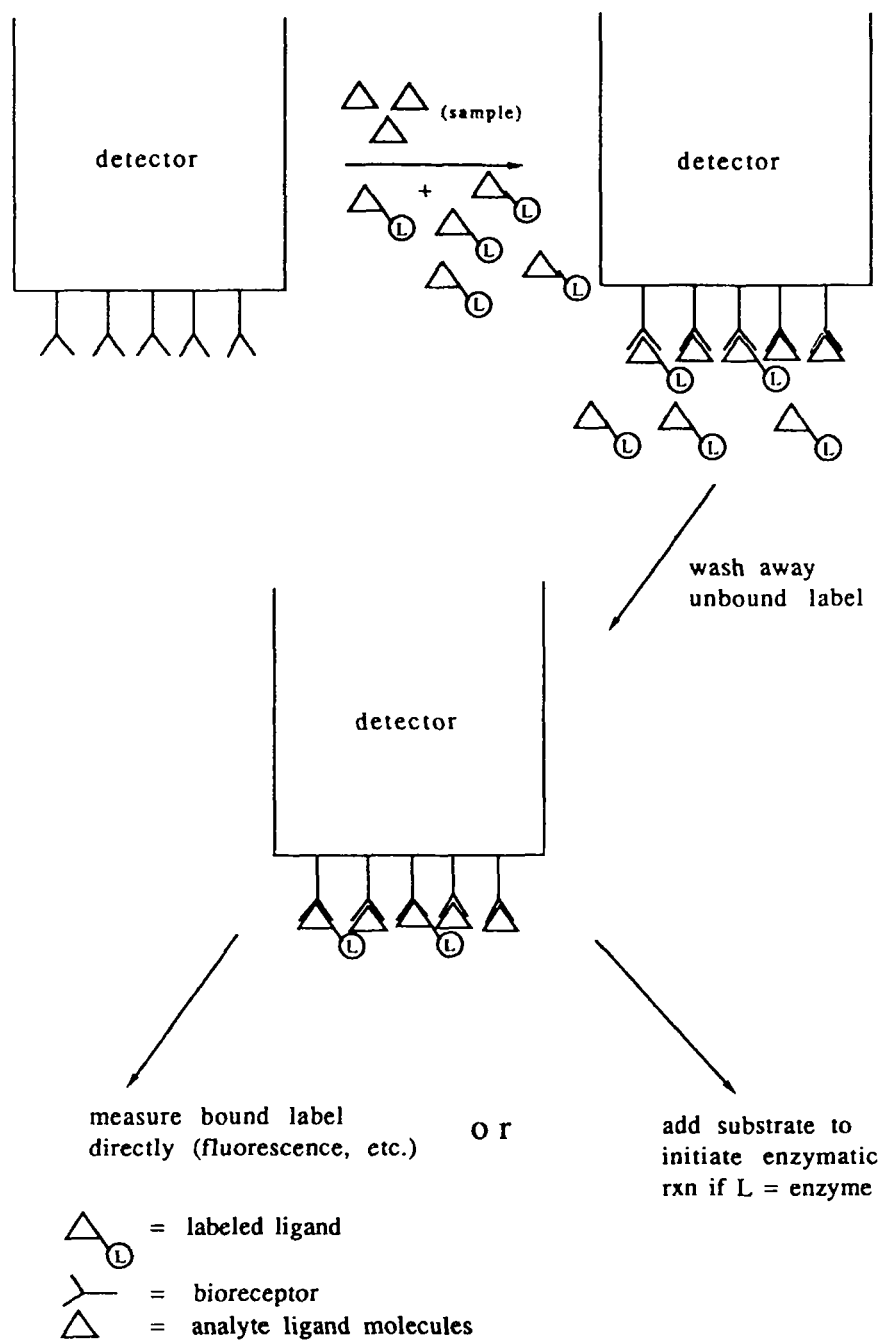 detector
(sample)
+
L
L
L
L
L
detector
L
L
L
L
L
wash away
unbound label
detector
L
L
measure bound label
directly (fluorescence, etc.)
or
add substrate to
initiate enzymatic
rxn if L = enzyme
L = labeled ligand
= bioreceptor
= analyte ligand molecules